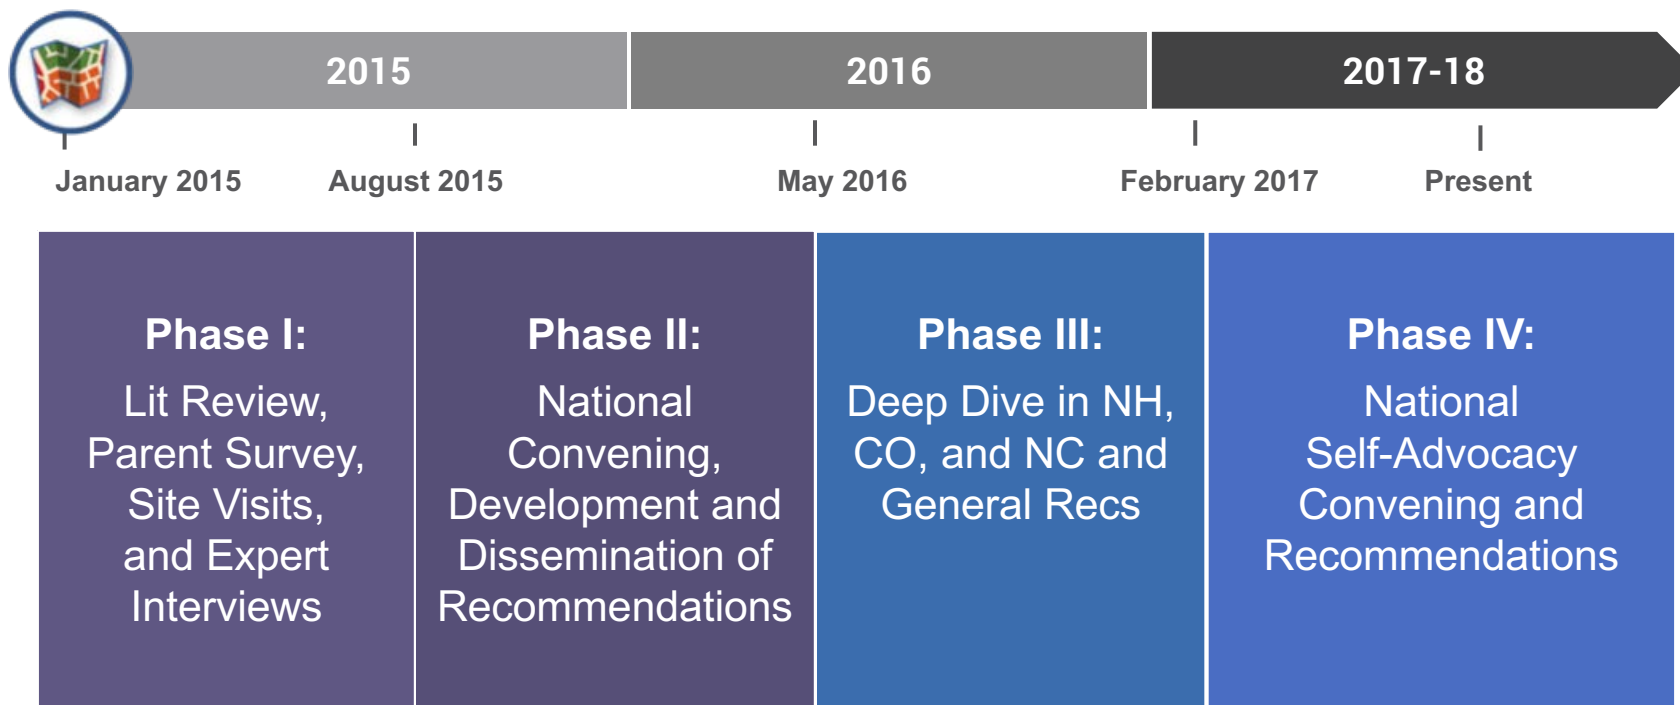 2015
2016
2017-18
January 2015
August 2015
May 2016
February 2017
Present
Phase I:
Lit Review,
Parent Survey,
Site Visits,
and Expert
Interviews
Phase II:
National
Convening,
Development and
Dissemination of
Recommendations
Phase III:
Deep Dive in NH,
CO, and NC and
General Recs
Phase IV:
National
Self-Advocacy
Convening and
Recommendations